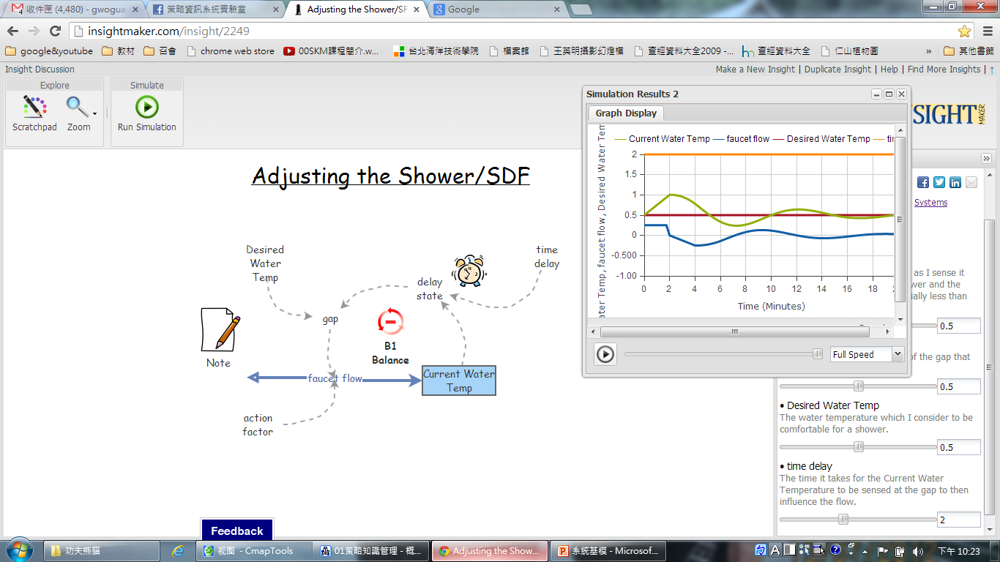 收件匣 (4,480) - gwogua
策略資訊系統實驗室
Adjusting the Shower/SF
Google
insightmaker.com/insight/2249
google&youtube
教材
召會
chrome web store
00SKM課程簡介.w...
台北海洋技術學院
檔案館
王英明攝影幻燈檔
查經資料大全2009 -...
查經資料大全
仁山植物園
»
其他書籤
Insight Discussion
Make a New Insight | Duplicate Insight | Help | Find More Insights |
Explore
Simulate
Scratchpad
Zoom
Run Simulation
Adjusting the Shower/SDF
Desired
Water
Temp
time
delay
delay
state
gap
B1
Balance
Note
faucet flow
Current Water
Temp
action
factor
Feedback
Simulation Results 2
Graph Display
Current Water Temp
faucet flow
Desired Water Temp
ti
ater Temp, faucet flow, Desired Water Tem
2
1.5
1
0.5
0
-0.500
-1.00
0
2
4
6
8
10
12
14
16
18
Time (Minutes)
Full Speed
SIGHT
MAKER
Systems
as I sense it
wer and the
ially less than
0.5
of the gap that
0.5
• Desired Water Temp
The water temperature which I consider to be
comfortable for a shower.
0.5
• time delay
The time it takes for the Current Water
Temperature to be sensed at the gap to then
influence the flow.
2
功夫熊貓
视图 - CmapTools
01策略知識管理 - 概...
Adjusting the Show...
系統基模 - Microsof...
下午 10:23